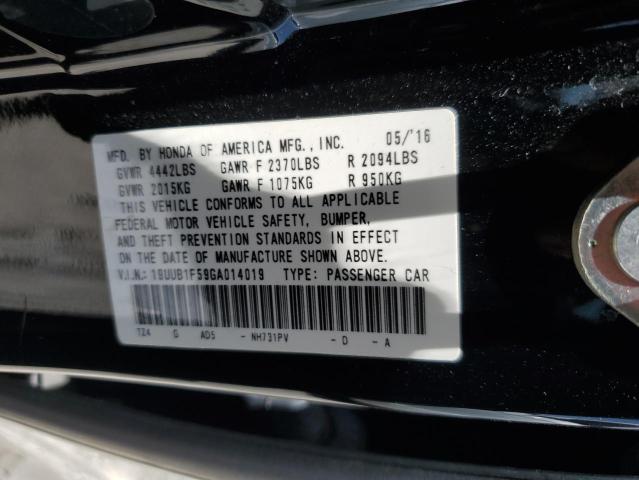 MFD. BY HONDA OF AMERICA MFG., INC. 05/'16
GVWR 4442LBS GAWR F 2370LBS R 2094LBS
GVWR 2015KG GAWR F 1075KG R 950KG
THIS VEHICLE CONFORMS TO ALL APPLICABLE
FEDERAL MOTOR VEHICLE SAFETY, BUMPER,
AND THEFT PREVENTION STANDARDS IN EFFECT
ON THE DATE OF MANUFACTURE SHOWN ABOVE.
V.I.N.: 19UUB1F59GA014019 TYPE: PASSENGER CAR
TZ4 G AD5 - NH731PV - D - A